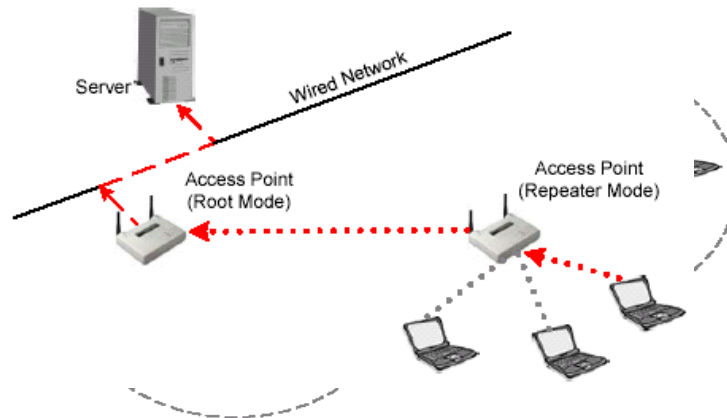 Server
Wired Network
Access Point
(Root Mode)
Access Point
(Repeater Mode)